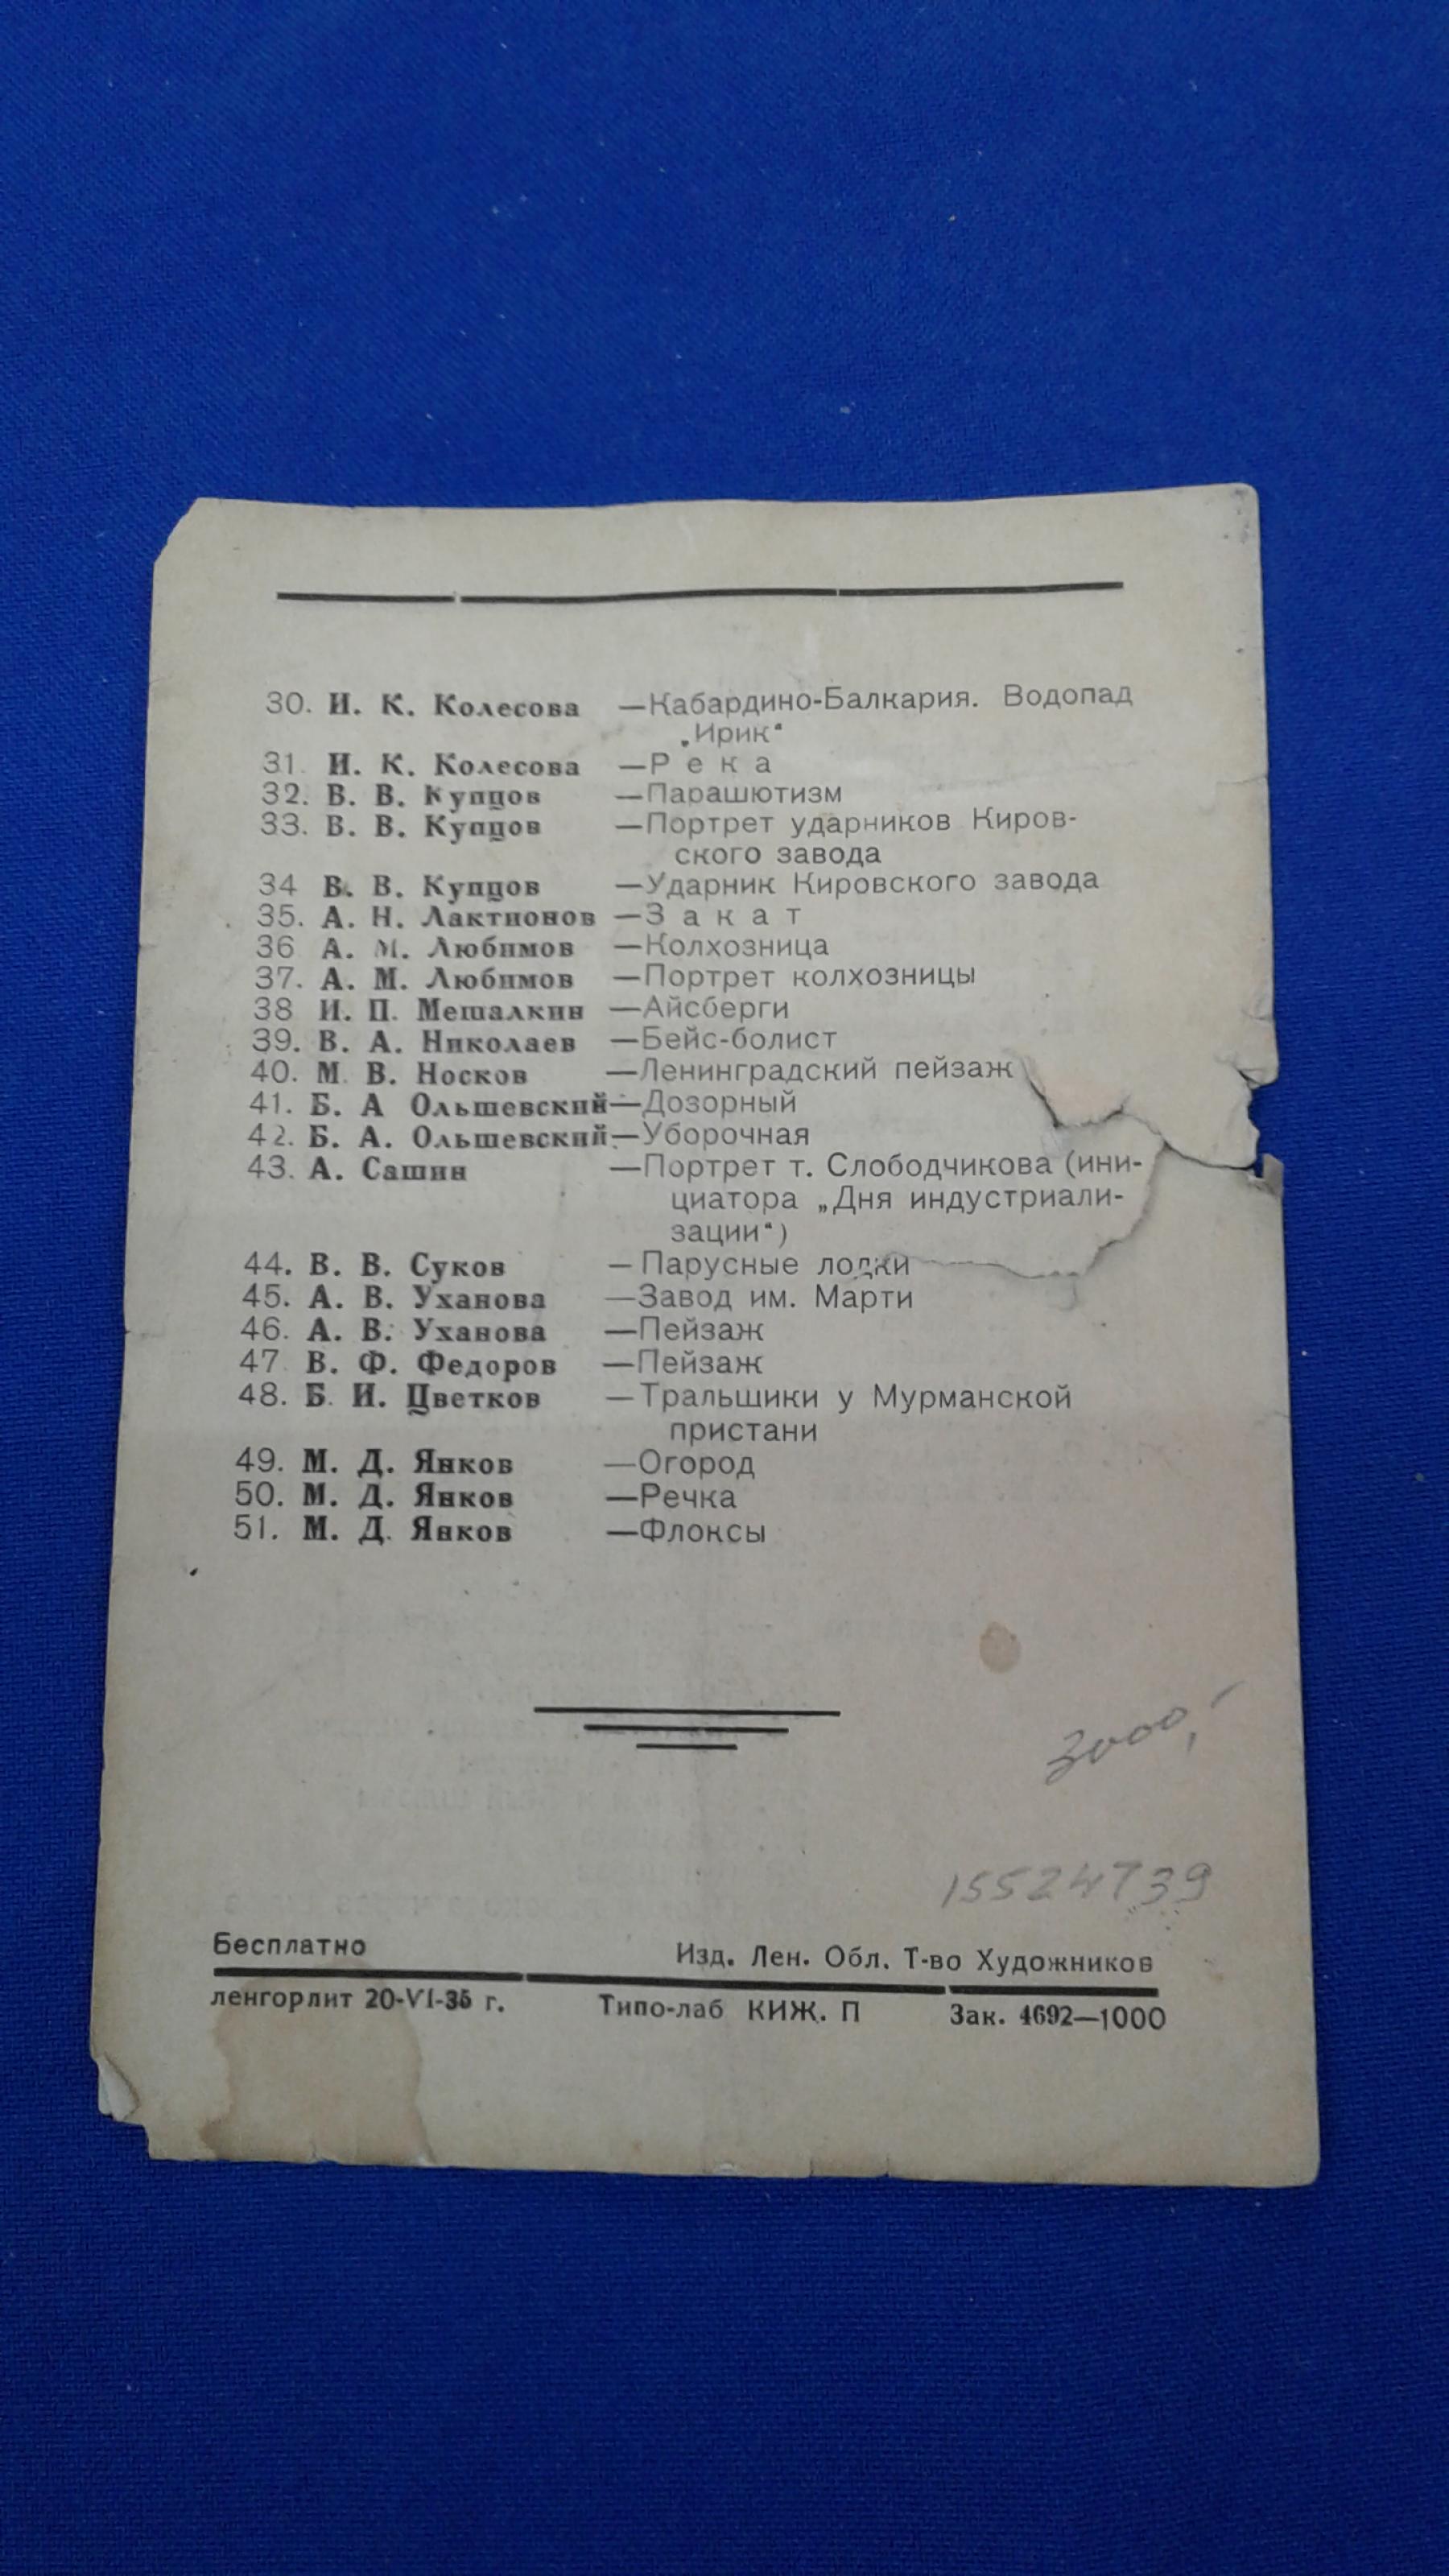 30. И. К. Колесова —Кабардино-Балкария. Водопад
„Ирик“
31. И. К. Колесова —Р е к а
32. В. В. Купцов —Парашютизм
33. В. В. Купцов —Портрет ударников Киров-
ского завода
34 В. В. Купцов —Ударник Кировского завода
35. А. Н. Лактионов —З а к а т
36 А. М. Любимов —Колхозница
37. А. М. Любимов —Портрет колхозницы
38 И. П. Мешалкин —Айсберги
39. В. А. Николаев —Бейс-болист
40. М. В. Носков —Ленинградский пейзаж
41. Б. А Ольшевский—Дозорный
42. Б. А. Ольшевский—Уборочная
43. А. Сашин —Портрет т. Слободчикова (ини-
циатора „Дня индустриали-
зации“)
44. В. В. Суков —Парусные лодки
45. А. В. Уханова —Завод им. Марти
46. А. В. Уханова —Пейзаж
47 В. Ф. Федоров —Пейзаж
48. Б. И. Цветков —Тральщики у Мурманской
пристани
49. М. Д. Янков —Огород
50. М. Д. Янков —Речка
51. М. Д. Янков —Флоксы
3000,-
15524739
Бесплатно Изд. Лен. Обл. Т-во Художников
ленгорлит 20-VI-35 г. Типо-лаб КИЖ. П Зак. 4692—1000